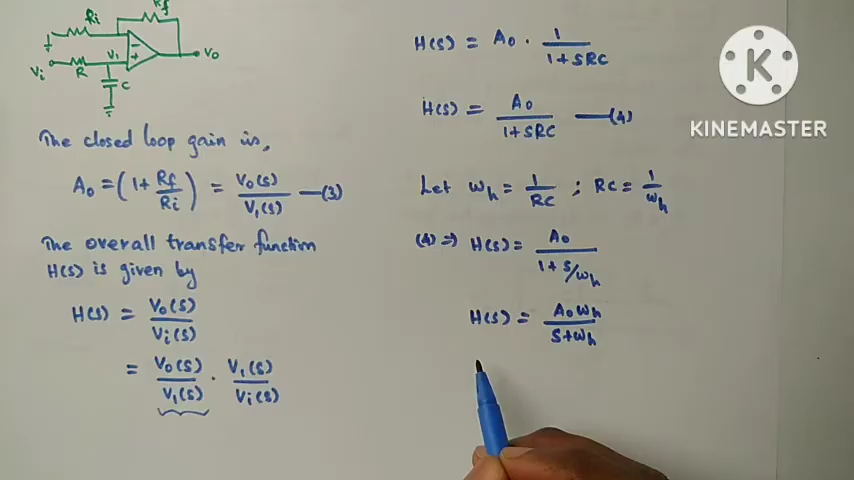 Ri
Rf
V1
Vi
R
C
Vo
The closed loop gain is,
A0 = (1 + Rf/Ri) = Vo(s)/V1(s) —(3)
The overall transfer function
H(s) is given by
H(s) = Vo(s)/Vi(s)
= Vo(s)/V1(s) · V1(s)/Vi(s)
H(s) = A0 · 1/1+SRC
H(s) = A0/1+SRC —(4)
Let ωh = 1/RC ; RC = 1/ωh
(4) ⇒ H(s) = A0/1+S/ωh
H(s) = A0ωh/S+ωh
K
KINEMASTER